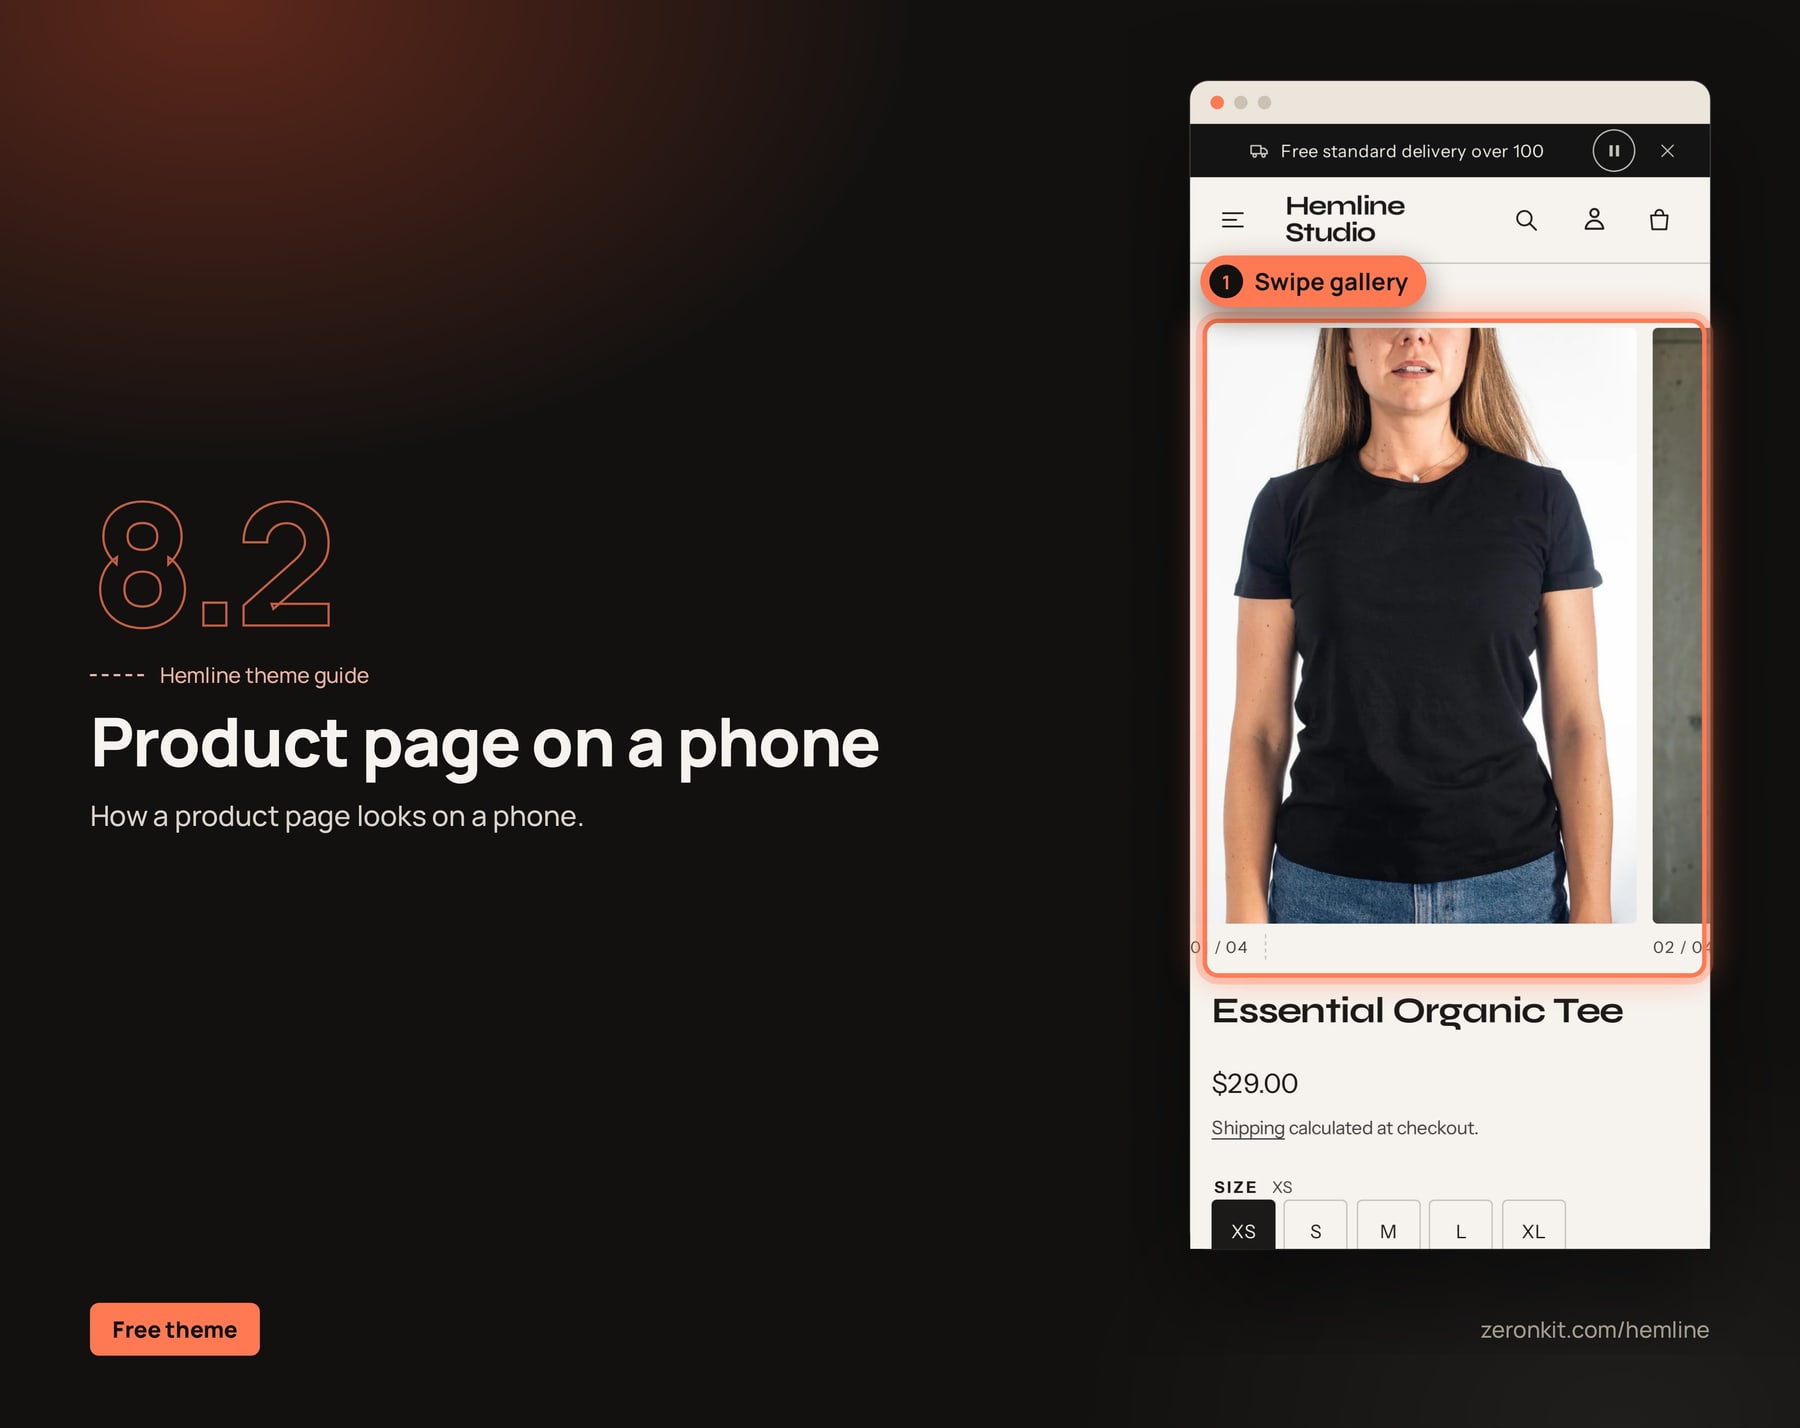 8.2
Hemline theme guide
Product page on a phone
How a product page looks on a phone.
Free theme
Free standard delivery over 100
Hemline
Studio
1 Swipe gallery
/ 04
02 / 04
Essential Organic Tee
$29.00
Shipping calculated at checkout.
SIZE XS
XS S M L XL
zeronkit.com/hemline